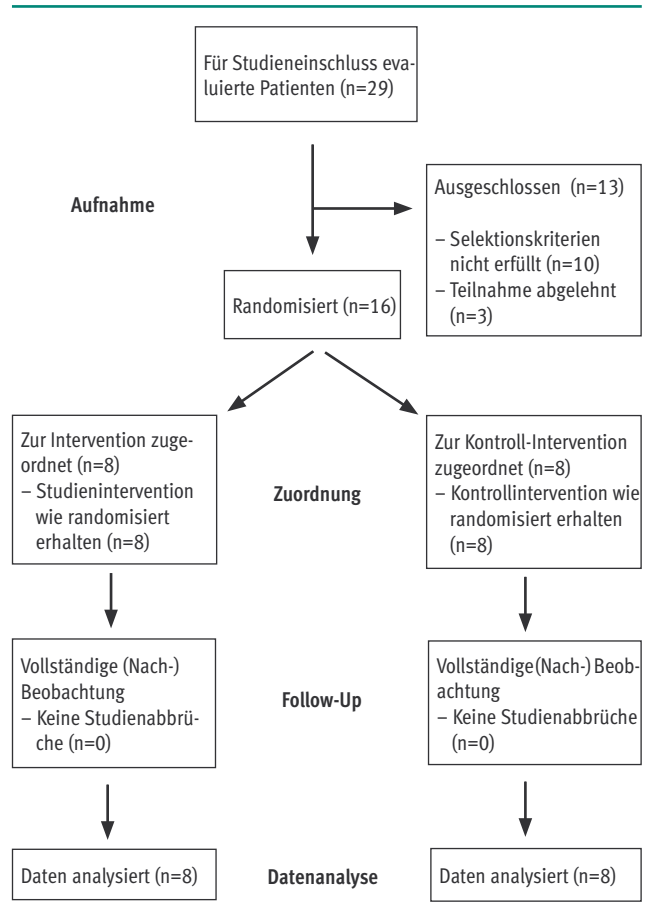 Für Studieneinschluss eva-
luierte Patienten (n=29)
Aufnahme
Ausgeschlossen (n=13)
– Selektionskriterien
nicht erfüllt (n=10)
– Teilnahme abgelehnt
(n=3)
Randomisiert (n=16)
Zur Intervention zuge-
ordnet (n=8)
– Studienintervention
wie randomisiert
erhalten (n=8)
Zuordnung
Zur Kontroll-Intervention
zugeordnet (n=8)
– Kontrollintervention wie
randomisiert erhalten
(n=8)
Vollständige (Nach-)
Beobachtung
– Keine Studienabbrü-
che (n=0)
Follow-Up
Vollständige(Nach-) Beob-
achtung
– Keine Studienabbrüche
(n=0)
Daten analysiert (n=8)
Datenanalyse
Daten analysiert (n=8)